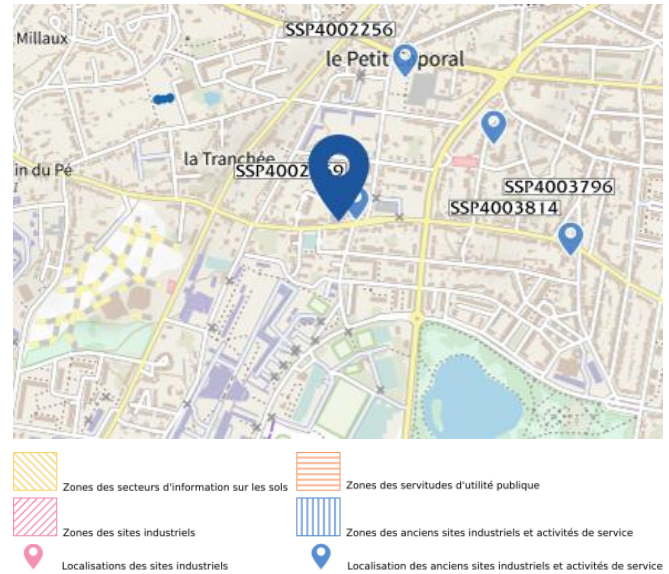 SSP4002256
Millaux
le Petit
la Tranchée
in du Pé
SSP4003796
SSP4003814
Zones des secteurs d'information sur les sols
Zones des servitudes d'utilité publique
Zones des sites industriels
Zones des anciens sites industriels et activités de service
Localisations des sites industriels
Localisation des anciens sites industriels et activités de service